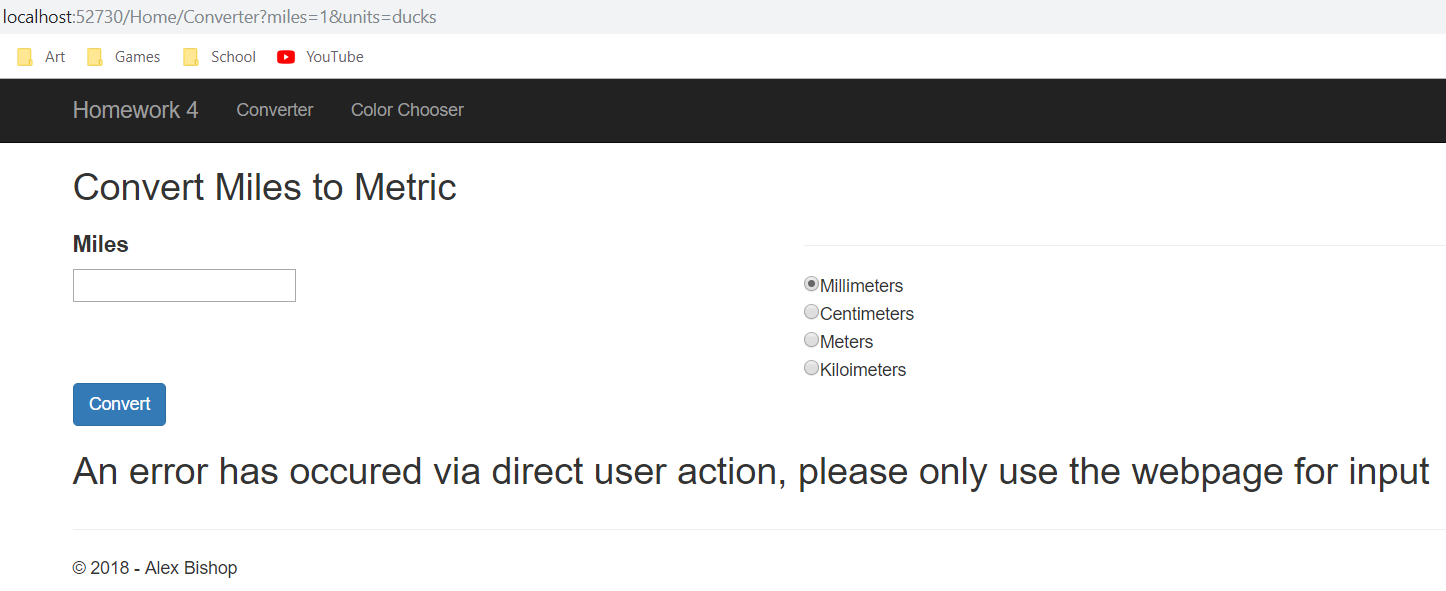 localhost:52730/Home/Converter?miles=1&units=ducks
Art Games School YouTube
Homework 4 Converter Color Chooser
Convert Miles to Metric
Miles
Millimeters
Centimeters
Meters
Kiloimeters
Convert
An error has occured via direct user action, please only use the webpage for input
© 2018 - Alex Bishop